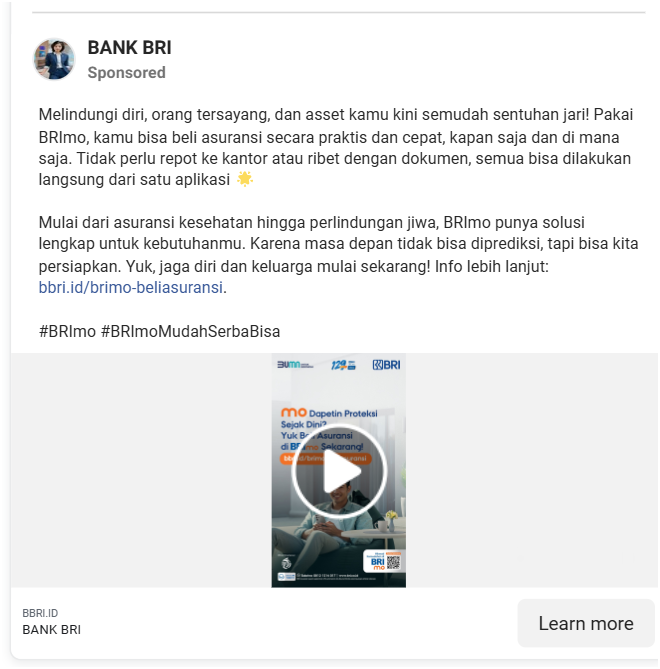 BANK BRI
Sponsored
Melindungi diri, orang tersayang, dan asset kamu kini semudah sentuhan jari! Pakai
BRImo, kamu bisa beli asuransi secara praktis dan cepat, kapan saja dan di mana
saja. Tidak perlu repot ke kantor atau ribet dengan dokumen, semua bisa dilakukan
langsung dari satu aplikasi 🌟
Mulai dari asuransi kesehatan hingga perlindungan jiwa, BRImo punya solusi
lengkap untuk kebutuhanmu. Karena masa depan tidak bisa diprediksi, tapi bisa kita
persiapkan. Yuk, jaga diri dan keluarga mulai sekarang! Info lebih lanjut:
bbri.id/brimo-beliasuransi.
#BRImo #BRImoMudahSerbaBisa
BUMN 129 BRI
mo Dapetin Proteksi
Sejak Dini?
Yuk Beli Asuransi
di BRImo Sekarang!
BRI
mo
BBRI.ID
BANK BRI
Learn more